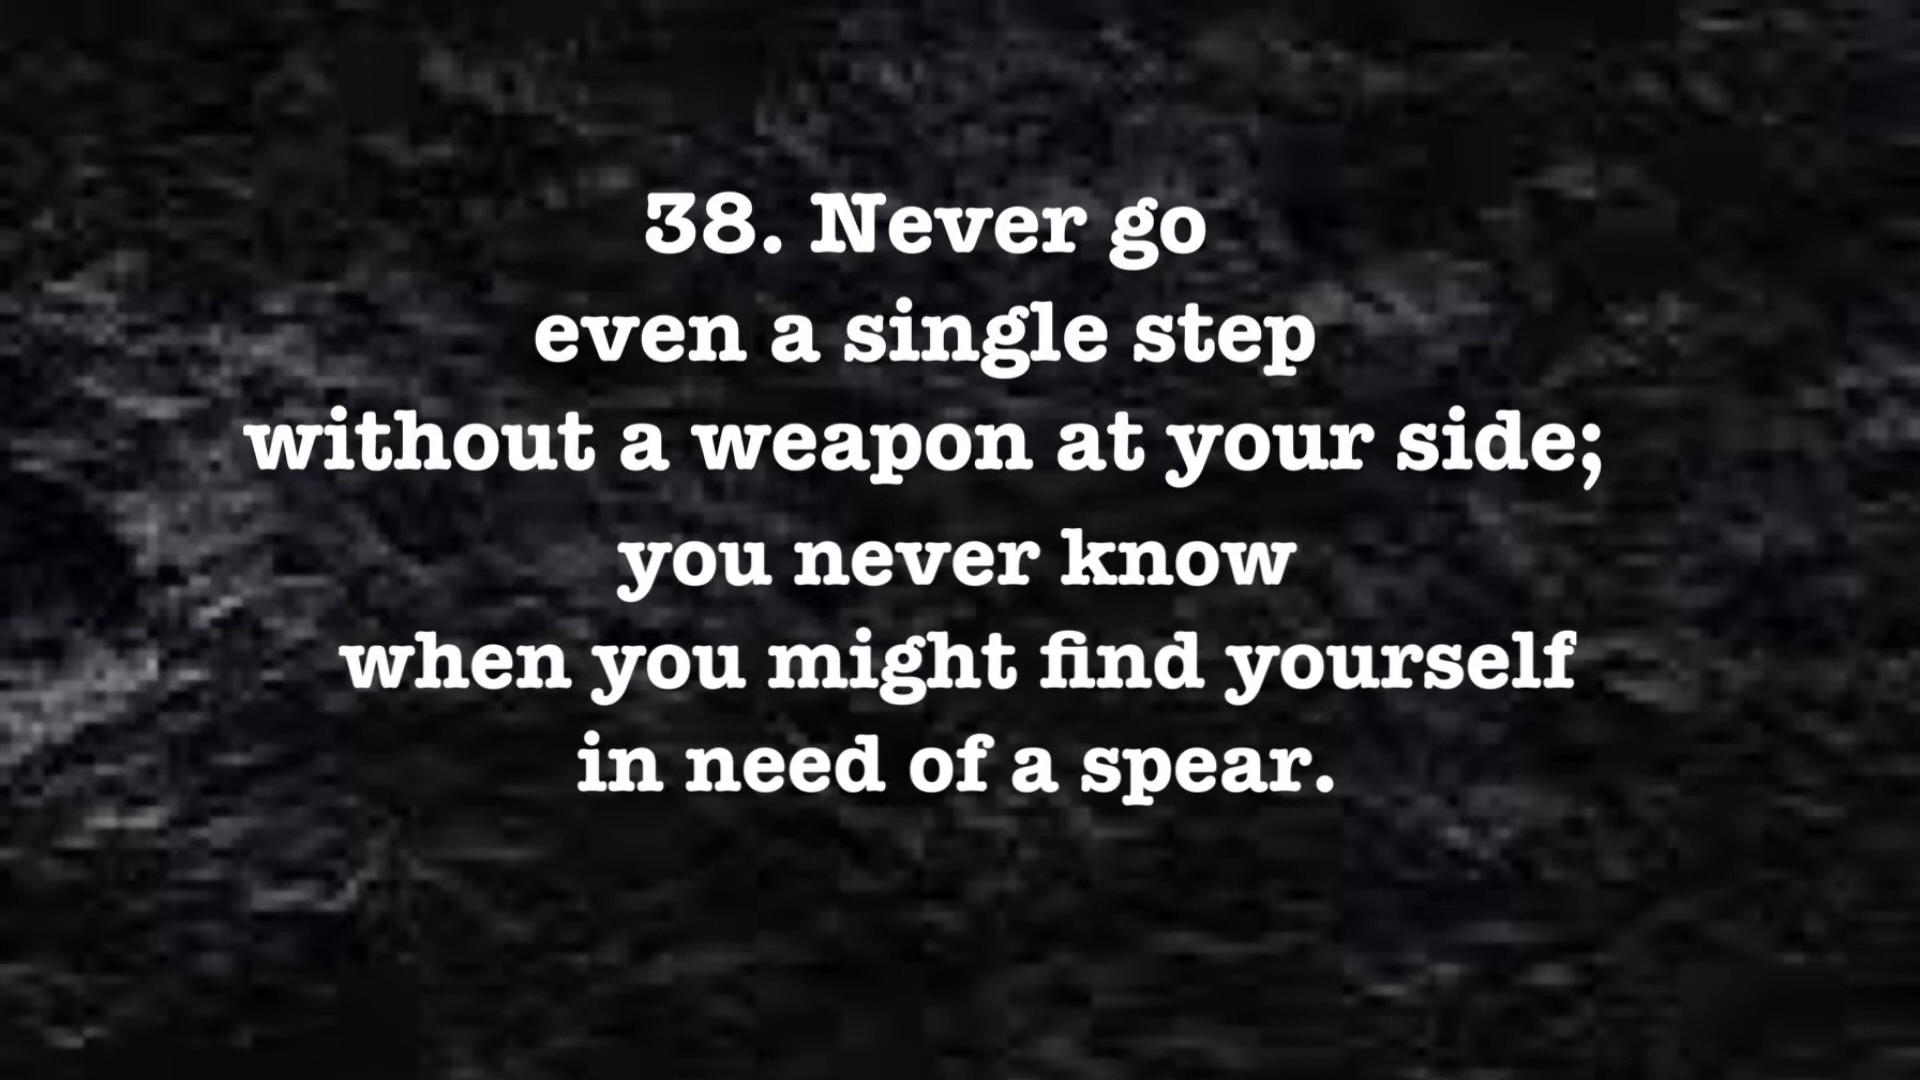 38. Never go
even a single step
without a weapon at your side;
you never know
when you might find yourself
in need of a spear.